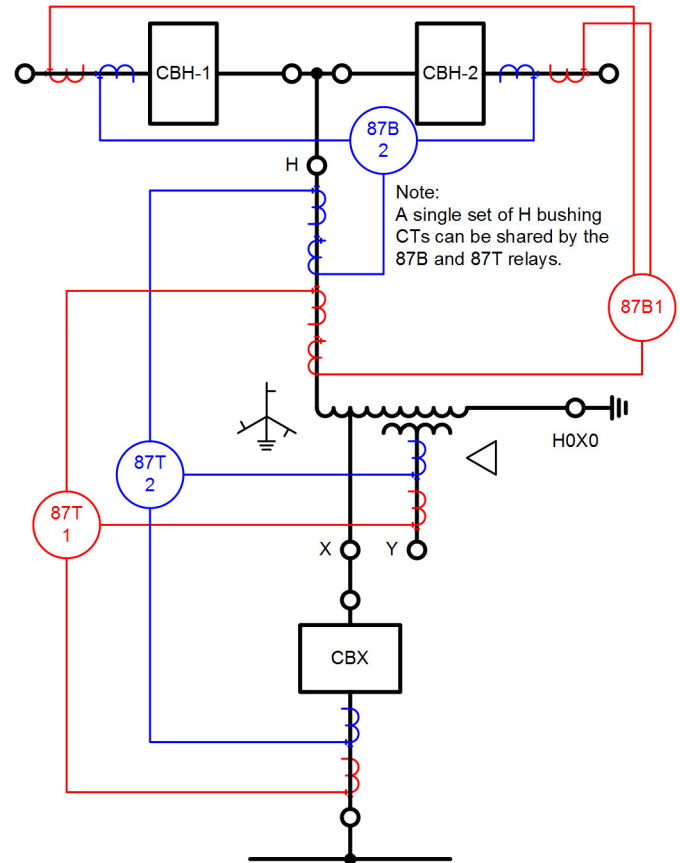 CBH-1
CBH-2
87B
2
H
Note:
A single set of H bushing
CTs can be shared by the
87B and 87T relays.
87B1
H0X0
87T
2
87T
1
X
Y
CBX